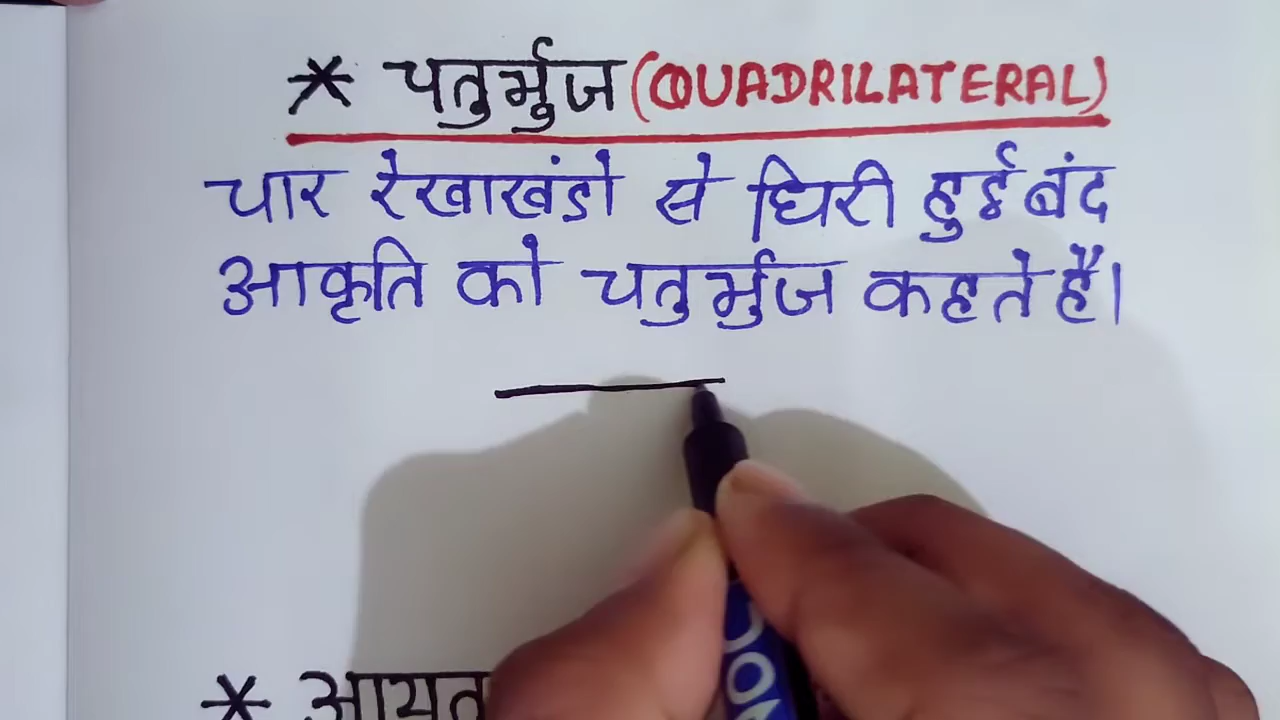 * चतुर्भुज (QUADRILATERAL)
चार रेखाखंडो से घिरी हुई बंद
आकृति को चतुर्भुज कहते हैं।
* आयत